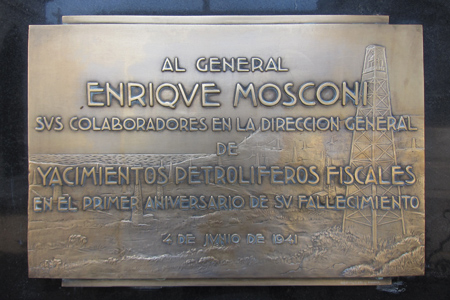 AL GENERAL
ENRIQVE MOSCONI
SVS COLABORADORES EN LA DIRECCION GENERAL
DE
YACIMIENTOS PETROLIFEROS FISCALES
EN EL PRIMER ANIVERSARIO DE SV FALLECIMIENTO
4 DE JVNIO DE 1941